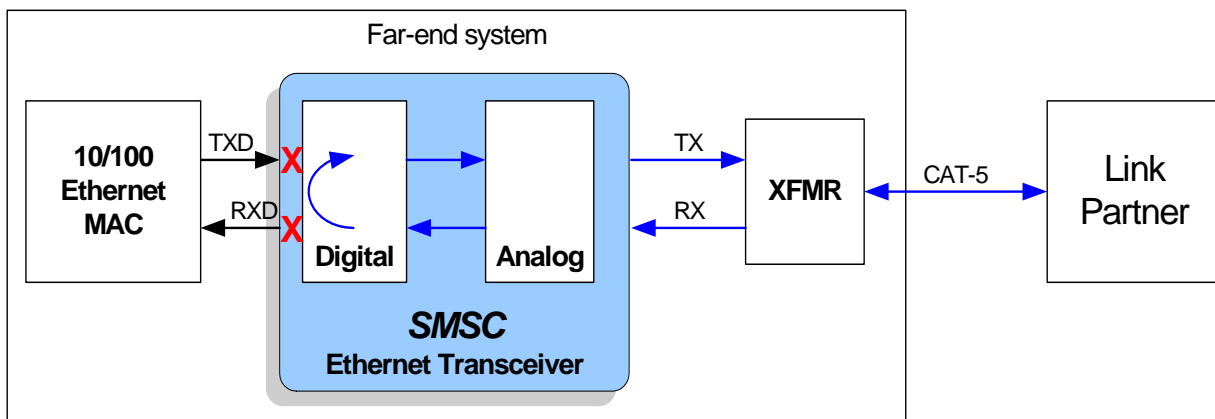 Far-end system
10/100
Ethernet
MAC
TXD
RXD
X
X
Digital
Analog
SMSC
Ethernet Transceiver
TX
RX
XFMR
CAT-5
Link
Partner